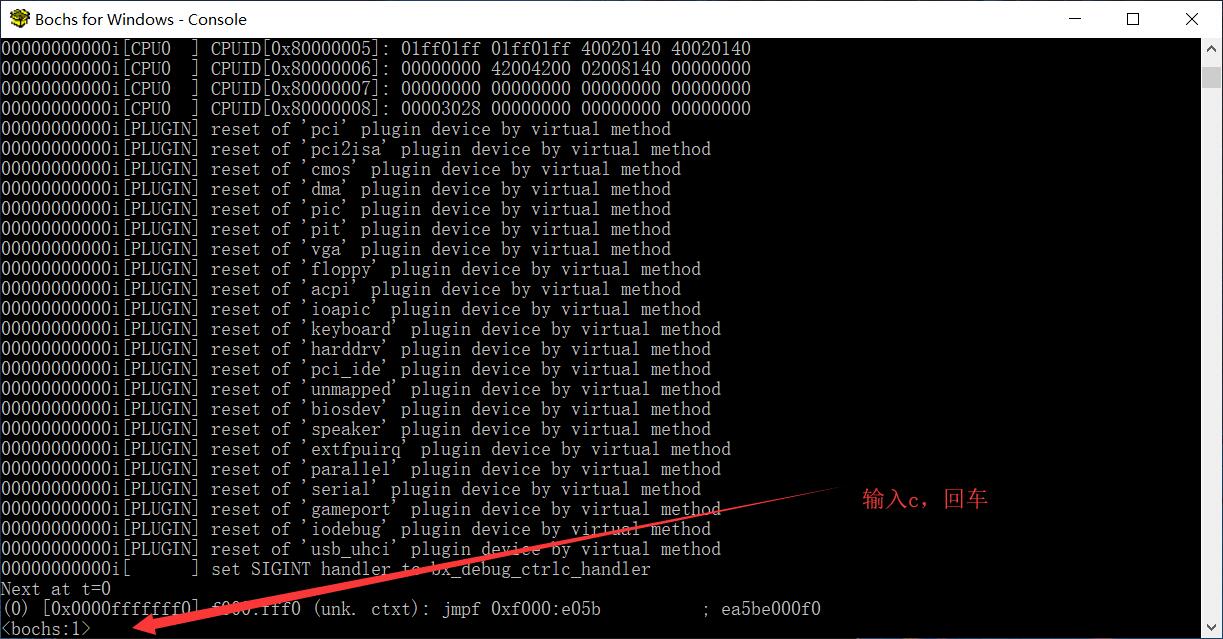 Bochs for Windows - Console
00000000000i[CPU0  ] CPUID[0x80000005]: 01ff01ff 01ff01ff 40020140 40020140
00000000000i[CPU0  ] CPUID[0x80000006]: 00000000 42004200 02008140 00000000
00000000000i[CPU0  ] CPUID[0x80000007]: 00000000 00000000 00000000 00000000
00000000000i[CPU0  ] CPUID[0x80000008]: 00003028 00000000 00000000 00000000
00000000000i[PLUGIN] reset of 'pci' plugin device by virtual method
00000000000i[PLUGIN] reset of 'pci2isa' plugin device by virtual method
00000000000i[PLUGIN] reset of 'cmos' plugin device by virtual method
00000000000i[PLUGIN] reset of 'dma' plugin device by virtual method
00000000000i[PLUGIN] reset of 'pic' plugin device by virtual method
00000000000i[PLUGIN] reset of 'pit' plugin device by virtual method
00000000000i[PLUGIN] reset of 'vga' plugin device by virtual method
00000000000i[PLUGIN] reset of 'floppy' plugin device by virtual method
00000000000i[PLUGIN] reset of 'acpi' plugin device by virtual method
00000000000i[PLUGIN] reset of 'ioapic' plugin device by virtual method
00000000000i[PLUGIN] reset of 'keyboard' plugin device by virtual method
00000000000i[PLUGIN] reset of 'harddrv' plugin device by virtual method
00000000000i[PLUGIN] reset of 'pci_ide' plugin device by virtual method
00000000000i[PLUGIN] reset of 'unmapped' plugin device by virtual method
00000000000i[PLUGIN] reset of 'biosdev' plugin device by virtual method
00000000000i[PLUGIN] reset of 'speaker' plugin device by virtual method
00000000000i[PLUGIN] reset of 'extfpuirq' plugin device by virtual method
00000000000i[PLUGIN] reset of 'parallel' plugin device by virtual method
00000000000i[PLUGIN] reset of 'serial' plugin device by virtual method
00000000000i[PLUGIN] reset of 'gameport' plugin device by virtual method
输入c，回车
00000000000i[PLUGIN] reset of 'iodebug' plugin device by virtual method
00000000000i[PLUGIN] reset of 'usb_uhci' plugin device by virtual method
00000000000i[      ] set SIGINT handler to bx_debug_ctrlc_handler
Next at t=0
(0) [0x0000fffffff0] f000:fff0 (unk. ctxt): jmpf 0xf000:e05b          ; ea5be000f0
<bochs:1>